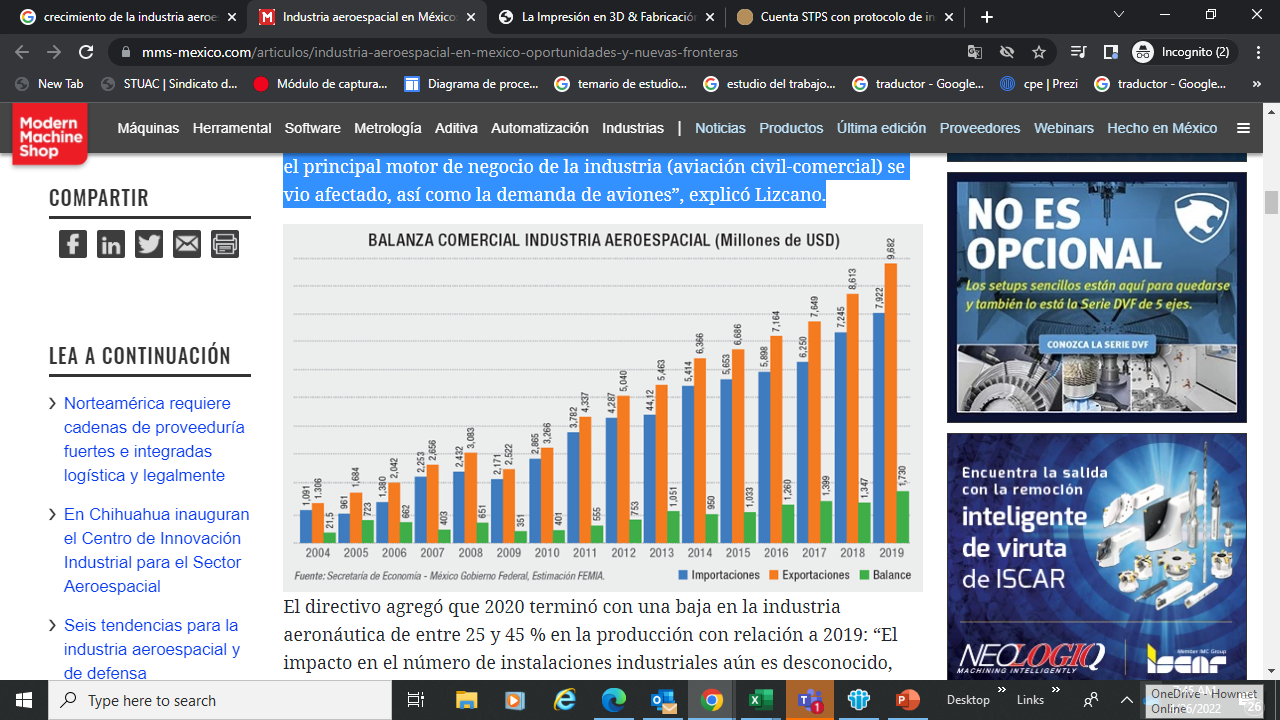 crecimiento de la industria aeroe
Industria aeroespacial en México:
La Impresión en 3D & Fabricación
Cuenta STPS con protocolo de in
mms-mexico.com/articulos/industria-aeroespacial-en-mexico-oportunidades-y-nuevas-fronteras
Incognito (2)
New Tab
STUAC | Sindicato d...
Módulo de captura...
Diagrama de proce...
temario de estudio...
estudio del trabajo...
traductor - Google...
cpe | Prezi
traductor - Google...
Modern
Machine
Shop
Máquinas Herramental Software Metrología Aditiva Automatización Industrias | Noticias Productos Última edición Proveedores Webinars Hecho en México
el principal motor de negocio de la industria (aviación civil-comercial) se
vio afectado, así como la demanda de aviones”, explicó Lizcano.
COMPARTIR
LEA A CONTINUACIÓN
Norteamérica requiere
cadenas de proveeduría
fuertes e integradas
logística y legalmente
En Chihuahua inauguran
el Centro de Innovación
Industrial para el Sector
Aeroespacial
Seis tendencias para la
industria aeroespacial y
de defensa
BALANZA COMERCIAL INDUSTRIA AEROESPACIAL (Millones de USD)
1,091 1,306 21,5
961 1,684 723
1,380 2,042 662
2,253 2,656 403
2,432 3,083 651
2,171 2,522 351
2,865 3,266 401
3,782 4,337 555
4,287 5,040 753
44,12 5,463 1,051
5,414 6,366 950
5,653 6,686 1,033
5,898 7,164 1,260
6,250 7,649 1,399
7,245 8,613 1,347
7,922 9,682 1,730
2004 2005 2006 2007 2008 2009 2010 2011 2012 2013 2014 2015 2016 2017 2018 2019
Fuente: Secretaría de Economía - México Gobierno Federal, Estimación FEMIA.
Importaciones Exportaciones Balance
El directivo agregó que 2020 terminó con una baja en la industria
aeronáutica de entre 25 y 45 % en la producción con relación a 2019: “El
impacto en el número de instalaciones industriales aún es desconocido,
NO ES
OPCIONAL
Los setups sencillos están aquí para quedarse
y también lo está la Serie DVF de 5 ejes.
CONOZCA LA SERIE DVF
Encuentra la salida
con la remoción
inteligente
de viruta
de ISCAR
NEOLOGIQ
MACHINING INTELLIGENTLY
Member IMC Group
iscar
Type here to search
Desktop
Links
OneDrive - Howmet
Online